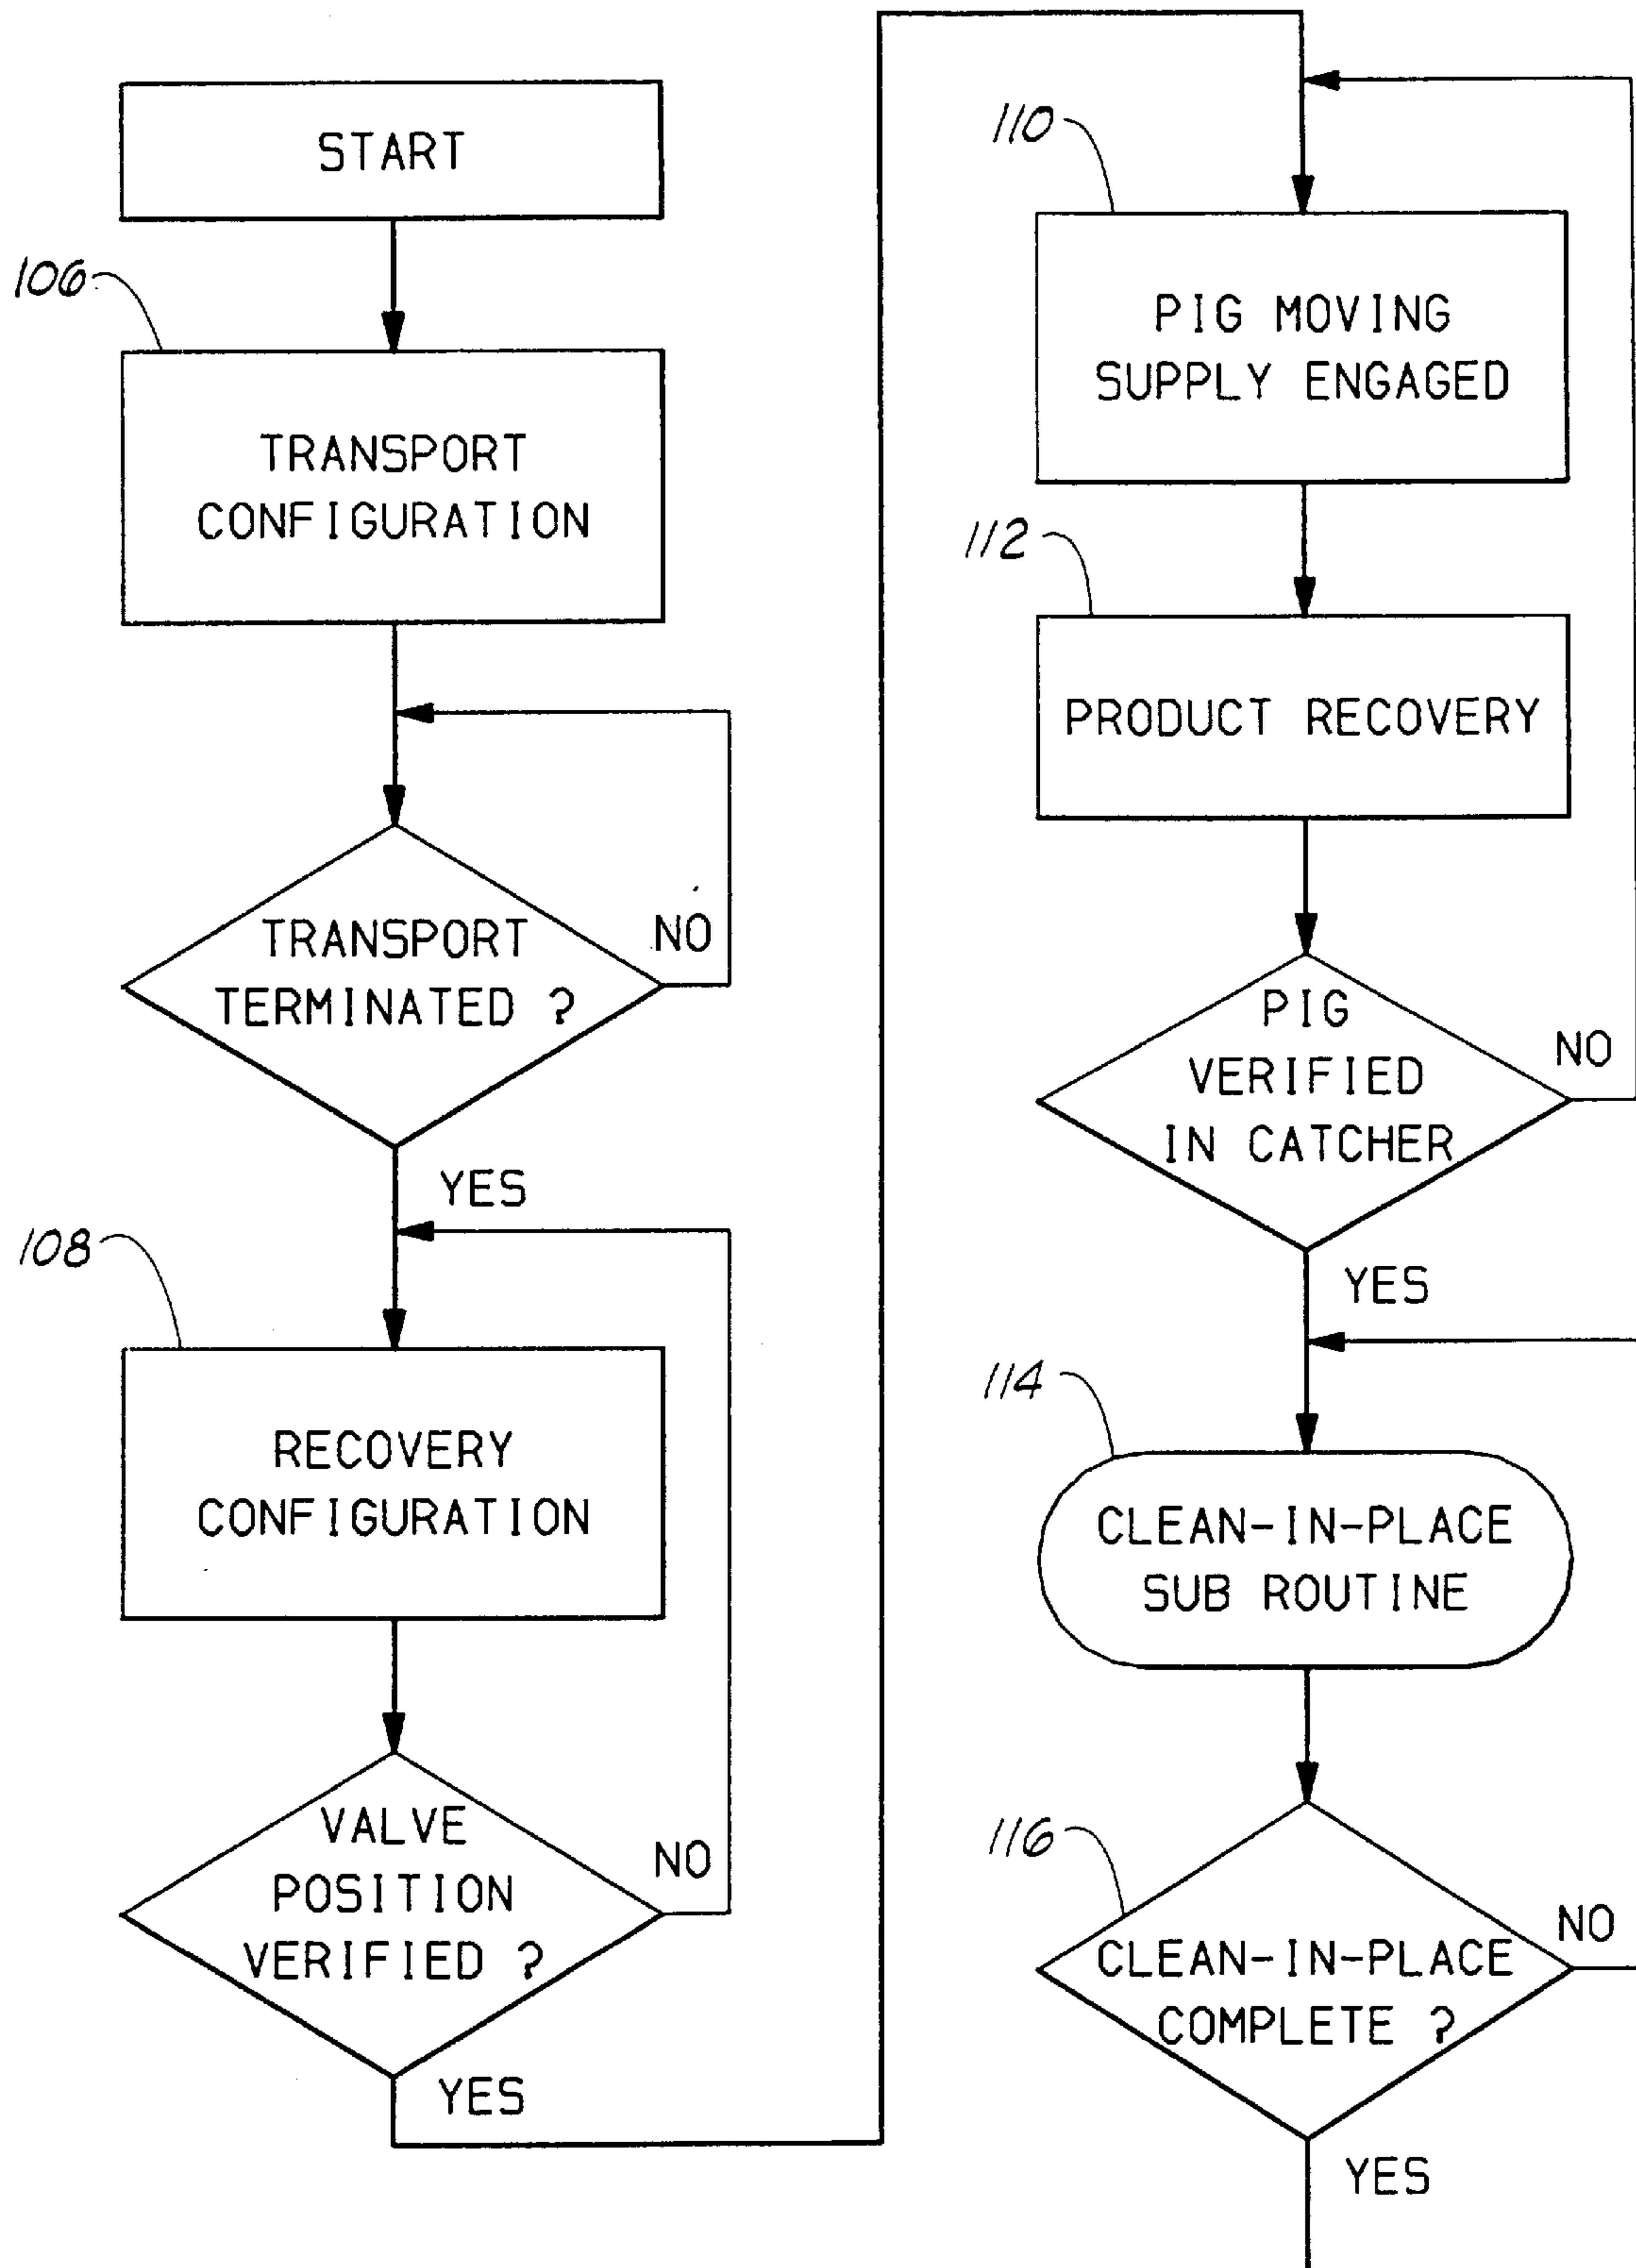 START
106
TRANSPORT
CONFIGURATION
TRANSPORT
TERMINATED ?
NO
YES
108
RECOVERY
CONFIGURATION
VALVE
POSITION
VERIFIED ?
NO
YES
110
PIG MOVING
SUPPLY ENGAGED
112
PRODUCT RECOVERY
PIG
VERIFIED
IN CATCHER
NO
YES
114
CLEAN-IN-PLACE
SUB ROUTINE
116
CLEAN-IN-PLACE
COMPLETE ?
NO
YES